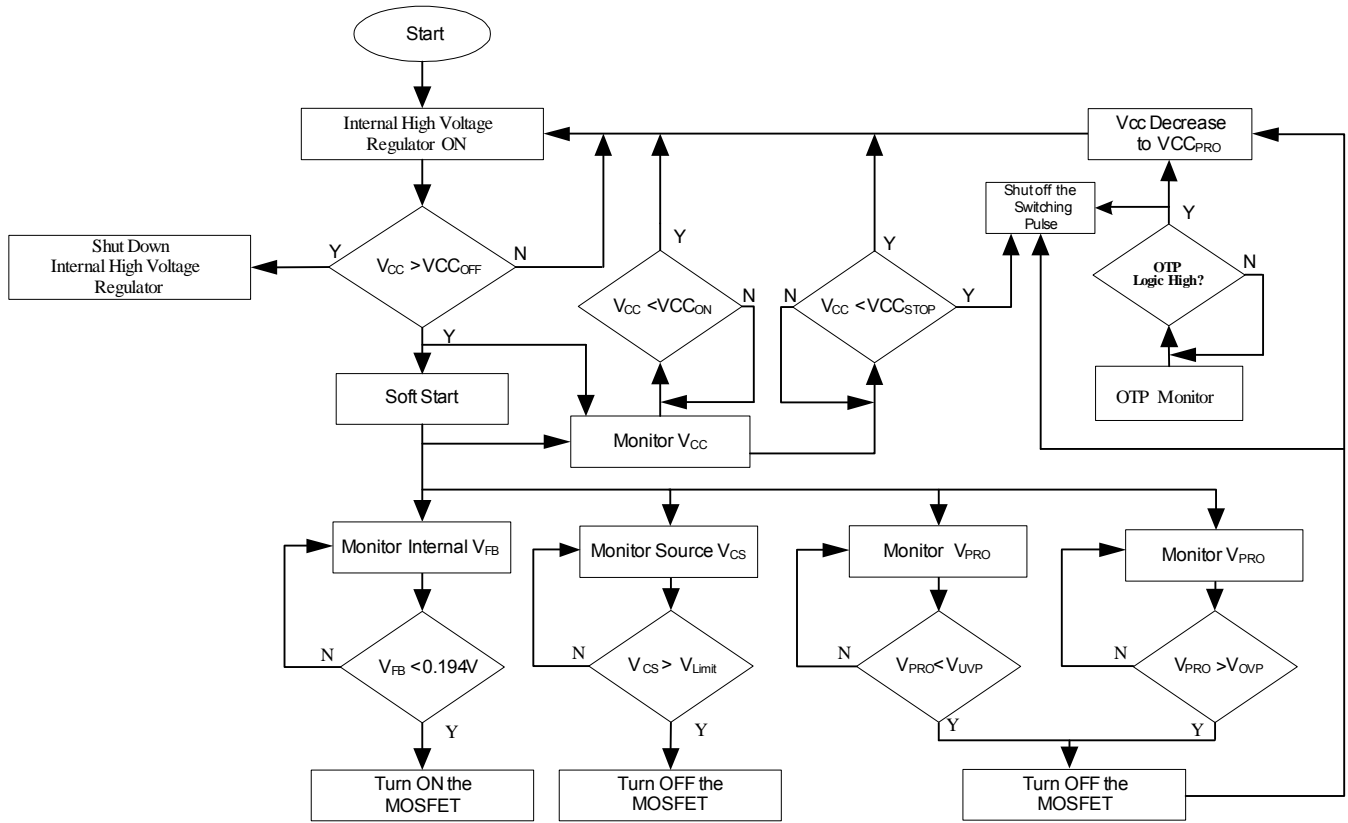 Start
Internal High Voltage
Regulator ON
Vcc Decrease
to VCCPRO
Shut off the
Switching
Pulse
Y
Shut Down
Internal High Voltage
Regulator
Y
VCC >VCCOFF
N
Y
VCC <VCCON
N
Y
N
VCC <VCCSTOP
Y
OTP
Logic High?
N
Y
Soft Start
OTP Monitor
Monitor VCC
Monitor Internal VFB
Monitor Source VCS
Monitor VPRO
Monitor VPRO
N
VFB <0.194V
N
VCS > VLimit
N
VPRO< VUVP
N
VPRO >VOVP
Y
Y
Y
Y
Turn ON the
MOSFET
Turn OFF the
MOSFET
Turn OFF the
MOSFET